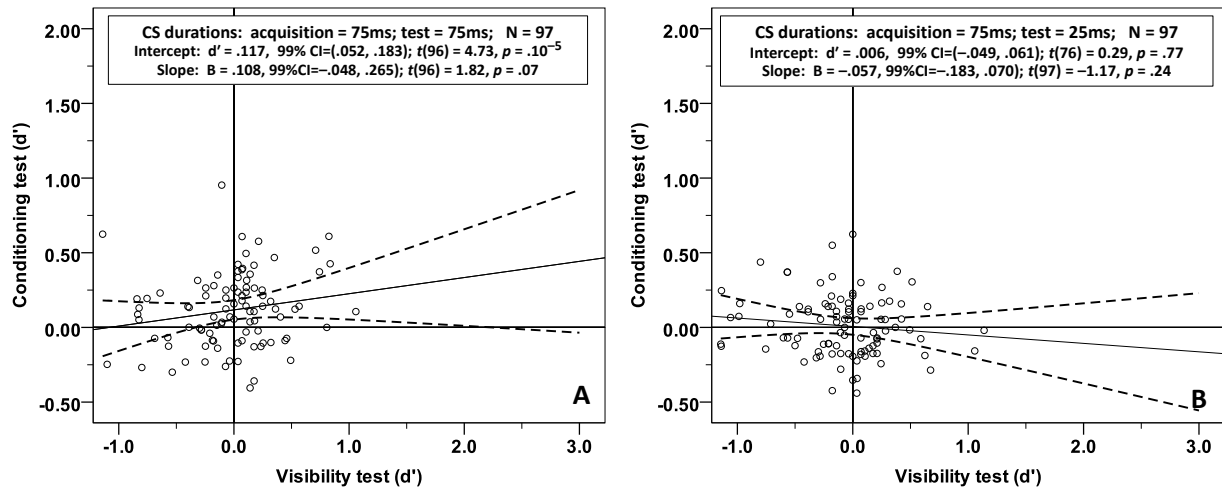 CS durations: acquisition = 75ms; test = 75ms; N = 97
Intercept: d’ = .117, 99% CI=(.052, .183); t(96) = 4.73, p = .10⁻⁵
Slope: B = .108, 99%CI=–.048, .265); t(96) = 1.82, p = .07
2.00
1.50
1.00
0.50
0.00
-0.50
Conditioning test (d')
-1.0
0.0
1.0
2.0
3.0
Visibility test (d')
A
CS durations: acquisition = 75ms; test = 25ms; N = 97
Intercept: d’ = .006, 99% CI=(–.049, .061); t(76) = 0.29, p = .77
Slope: B = –.057, 99%CI=–.183, .070); t(97) = –1.17, p = .24
2.00
1.50
1.00
0.50
0.00
-0.50
Conditioning test (d')
-1.0
0.0
1.0
2.0
3.0
Visibility test (d')
B